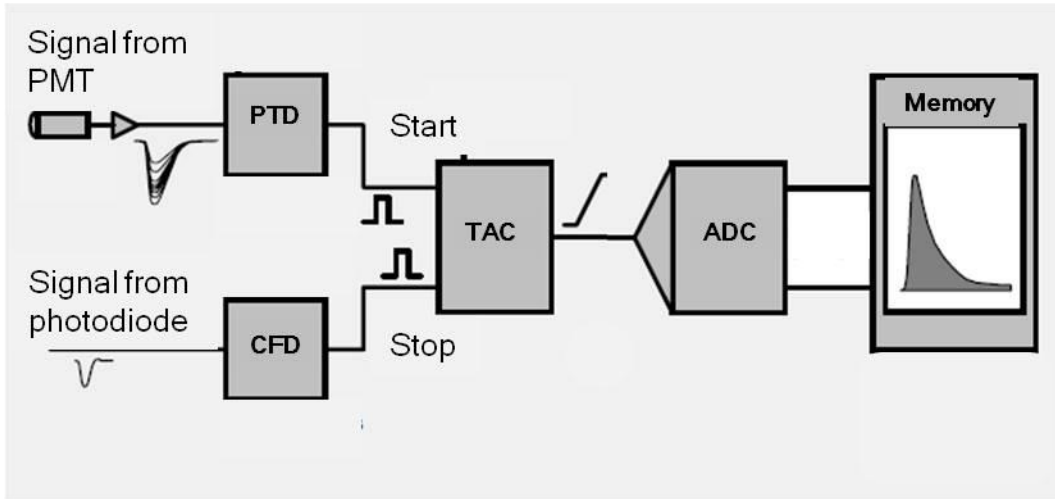 Signal from
PMT
PTD
Start
Memory
TAC
ADC
Signal from
photodiode
CFD
Stop